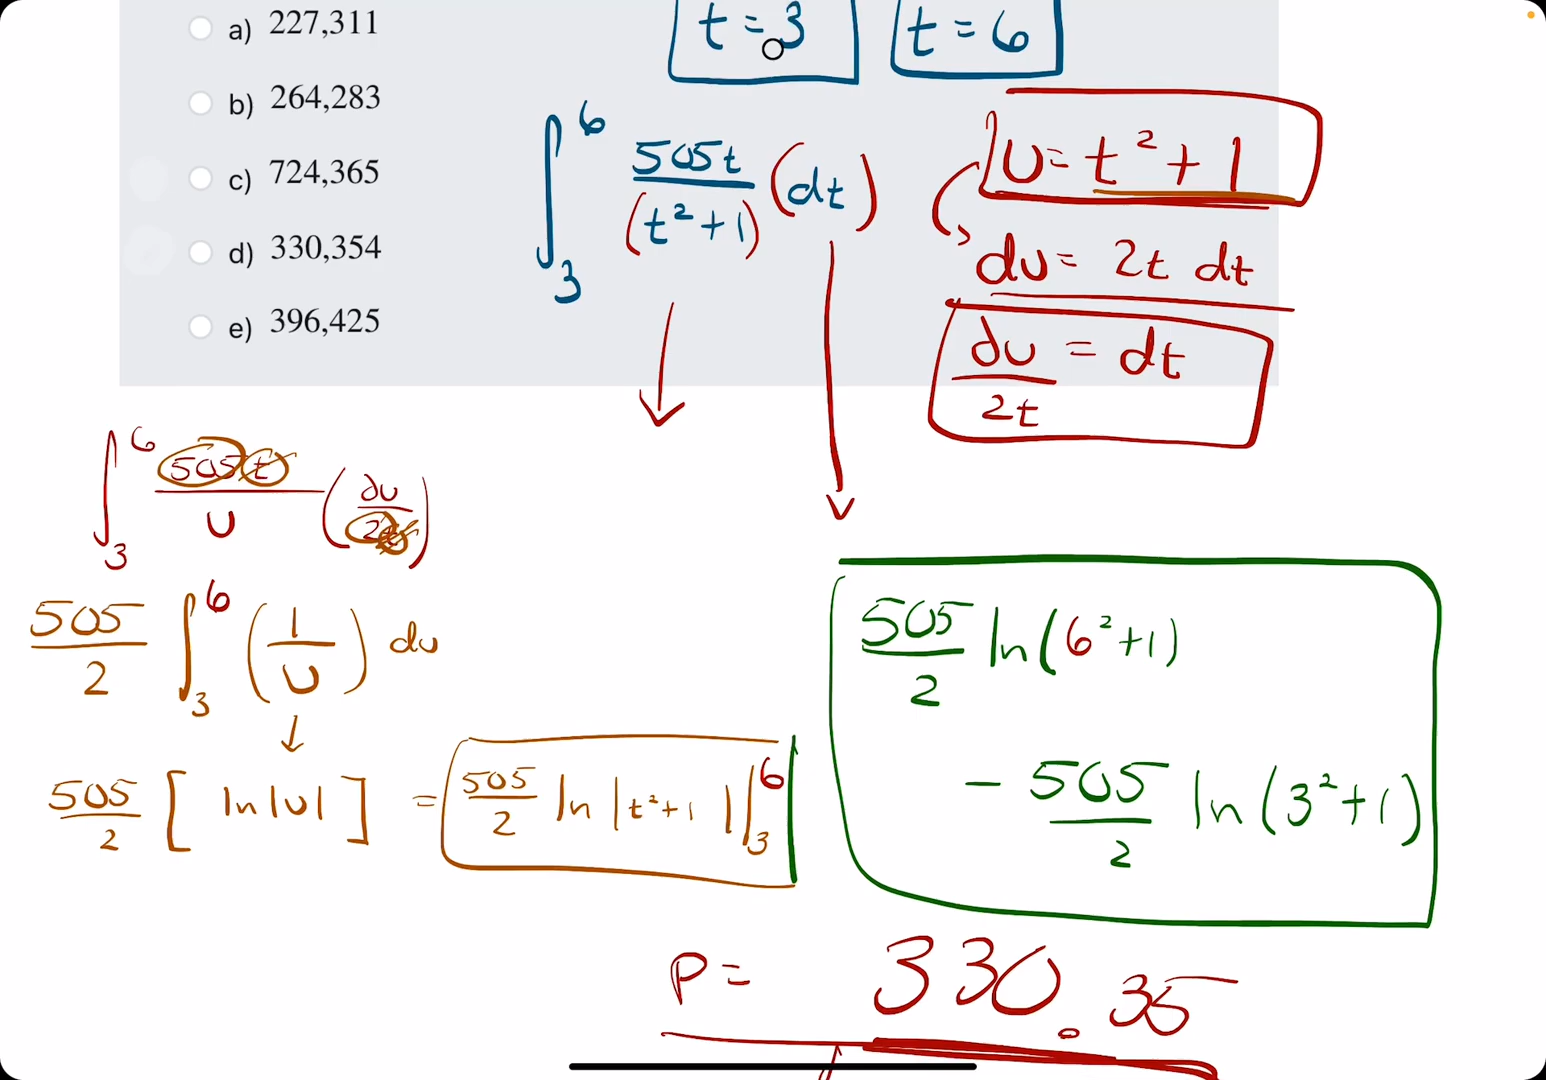 a) 227,311
b) 264,283
c) 724,365
d) 330,354
e) 396,425
t = 3
t = 6
∫₃⁶ 505t/(t²+1) (dt)
u = t² + 1
du = 2t dt
du/2t = dt
∫₃⁶ 505t/u (du/2t)
505/2 ∫₃⁶ (1/u) du
505/2 [ ln|u| ] = 505/2 ln |t²+1| |₃⁶
505/2 ln(6²+1)
- 505/2 ln(3²+1)
P = 330.35